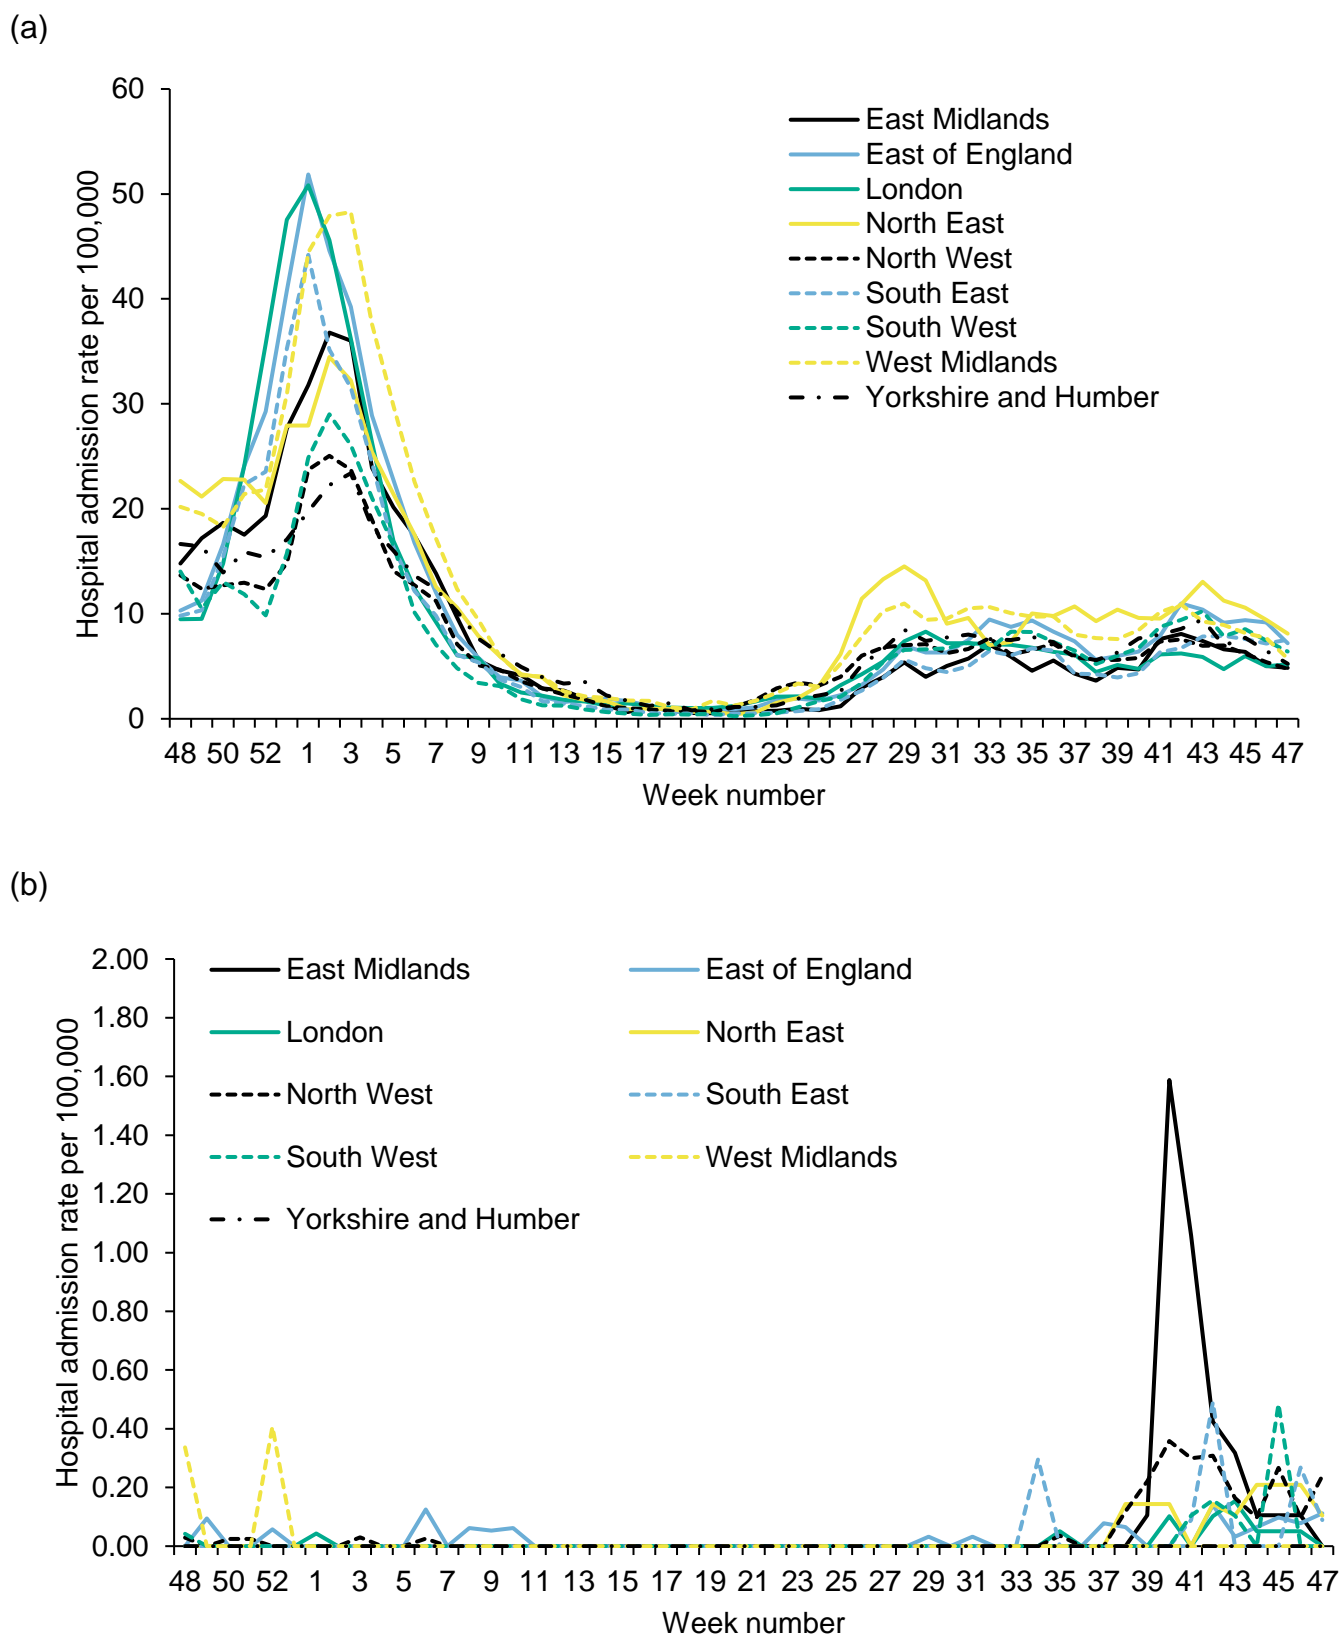 (a)
60
50
40
30
20
10
0
Hospital admission rate per 100,000
East Midlands
East of England
London
North East
North West
South East
South West
West Midlands
Yorkshire and Humber
48 50 52 1 3 5 7 9 11 13 15 17 19 21 23 25 27 29 31 33 35 37 39 41 43 45 47
Week number
(b)
2.00
1.80
1.60
1.40
1.20
1.00
0.80
0.60
0.40
0.20
0.00
Hospital admission rate per 100,000
East Midlands East of England
London North East
North West South East
South West West Midlands
Yorkshire and Humber
48 50 52 1 3 5 7 9 11 13 15 17 19 21 23 25 27 29 31 33 35 37 39 41 43 45 47
Week number